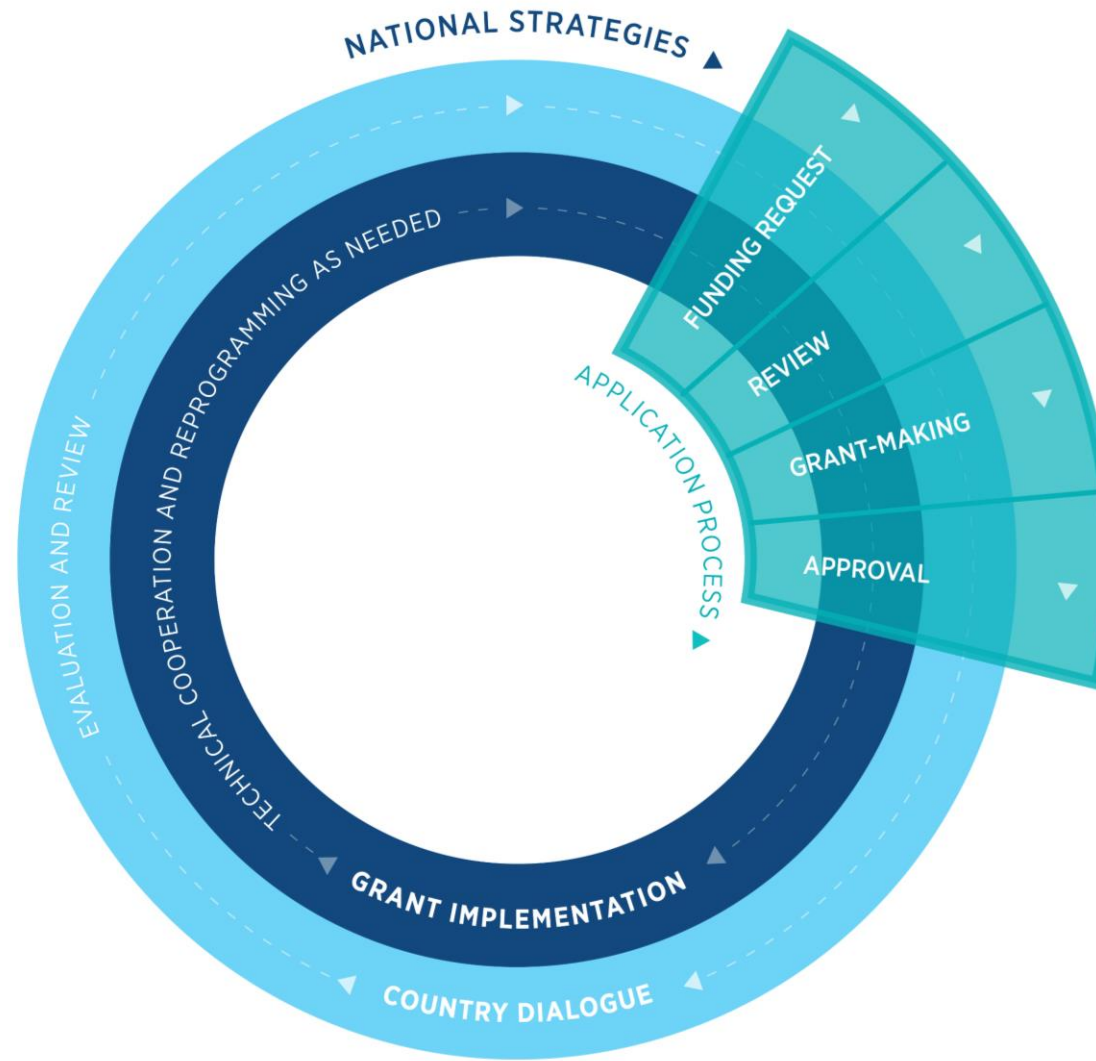 NATIONAL STRATEGIES
FUNDING REQUEST
REVIEW
GRANT-MAKING
APPROVAL
APPLICATION PROCESS
TECHNICAL COOPERATION AND REPROGRAMMING AS NEEDED
EVALUATION AND REVIEW
GRANT IMPLEMENTATION
COUNTRY DIALOGUE